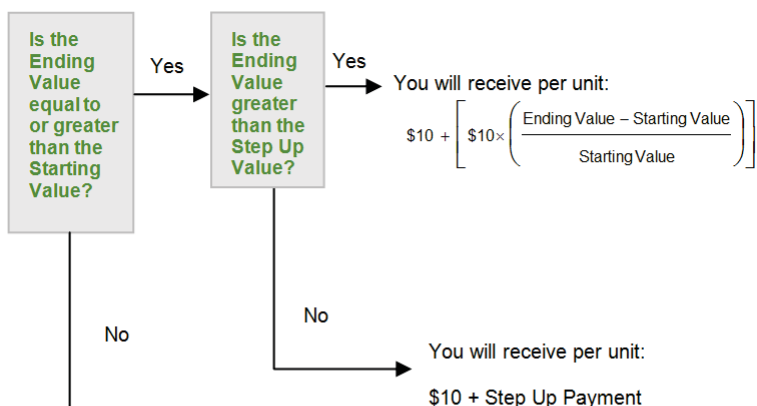 Is the
Ending
Value
equal to
or greater
than the
Starting
Value?
Yes
Is the
Ending
Value
greater
than the
Step Up
Value?
Yes
You will receive per unit:
$10 + [ $10× ( Ending Value – Starting Value
Starting Value ) ]
No
No
You will receive per unit:
$10 + Step Up Payment